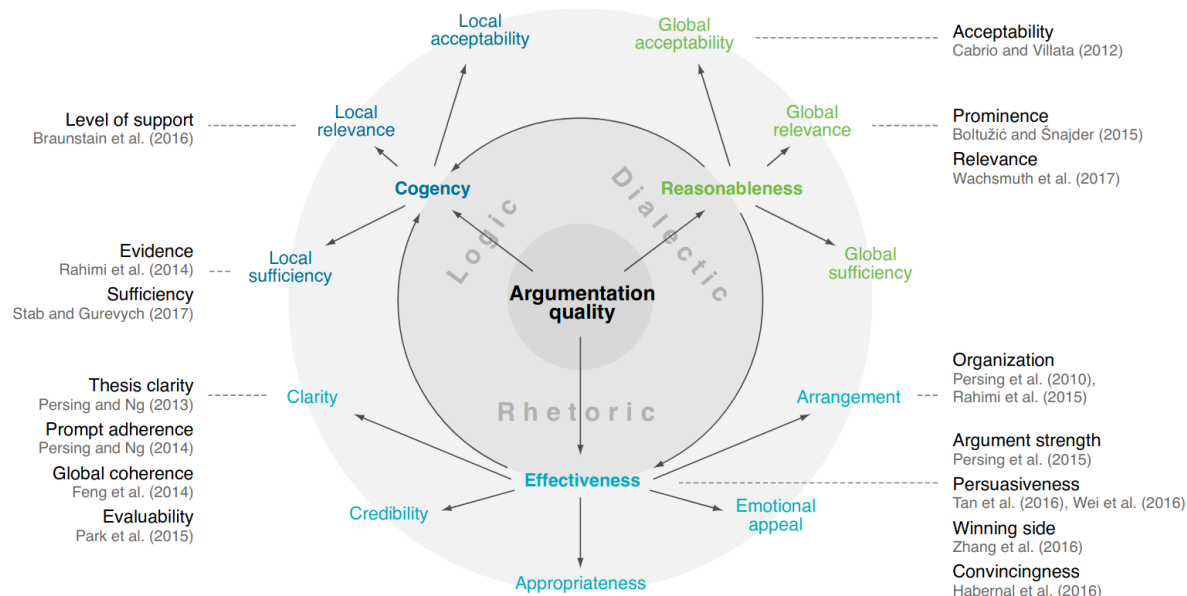 Local
acceptability
Global
acceptability
Acceptability
Cabrio and Villata (2012)
Level of support
Braunstain et al. (2016)
Local
relevance
Global
relevance
Prominence
Boltužić and Šnajder (2015)
Relevance
Wachsmuth et al. (2017)
Cogency
Reasonableness
Logic
Dialectic
Evidence
Rahimi et al. (2014)
Sufficiency
Stab and Gurevych (2017)
Local
sufficiency
Global
sufficiency
Argumentation
quality
Thesis clarity
Persing and Ng (2013)
Prompt adherence
Persing and Ng (2014)
Global coherence
Feng et al. (2014)
Evaluability
Park et al. (2015)
Clarity
Rhetoric
Arrangement
Organization
Persing et al. (2010),
Rahimi et al. (2015)
Effectiveness
Credibility
Emotional
appeal
Appropriateness
Argument strength
Persing et al. (2015)
Persuasiveness
Tan et al. (2016), Wei et al. (2016)
Winning side
Zhang et al. (2016)
Convincingness
Habernal et al. (2016)